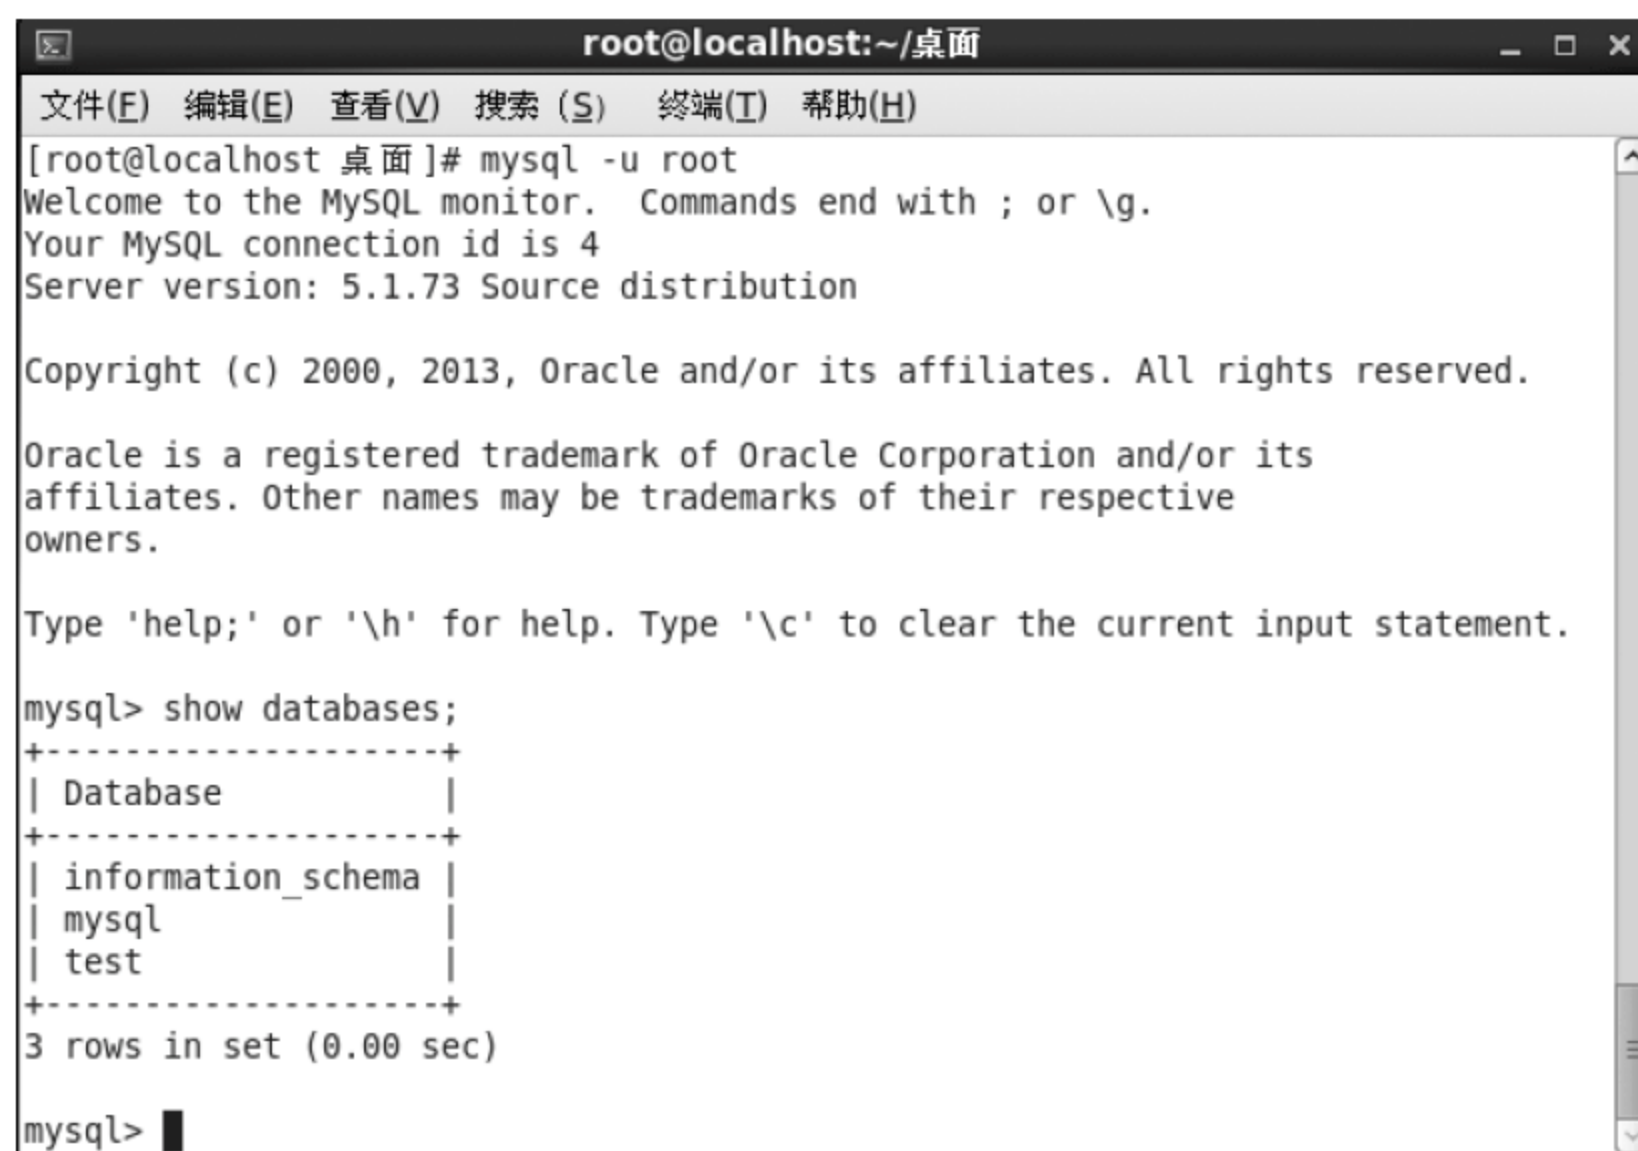 root@localhost:~/桌面
文件(F) 编辑(E) 查看(V) 搜索 (S) 终端(T) 帮助(H)
[root@localhost 桌面]# mysql -u root
Welcome to the MySQL monitor.  Commands end with ; or \g.
Your MySQL connection id is 4
Server version: 5.1.73 Source distribution
Copyright (c) 2000, 2013, Oracle and/or its affiliates. All rights reserved.
Oracle is a registered trademark of Oracle Corporation and/or its
affiliates. Other names may be trademarks of their respective
owners.
Type 'help;' or '\h' for help. Type '\c' to clear the current input statement.
mysql> show databases;
+--------------------+
| Database           |
+--------------------+
| information_schema |
| mysql              |
| test               |
+--------------------+
3 rows in set (0.00 sec)
mysql>